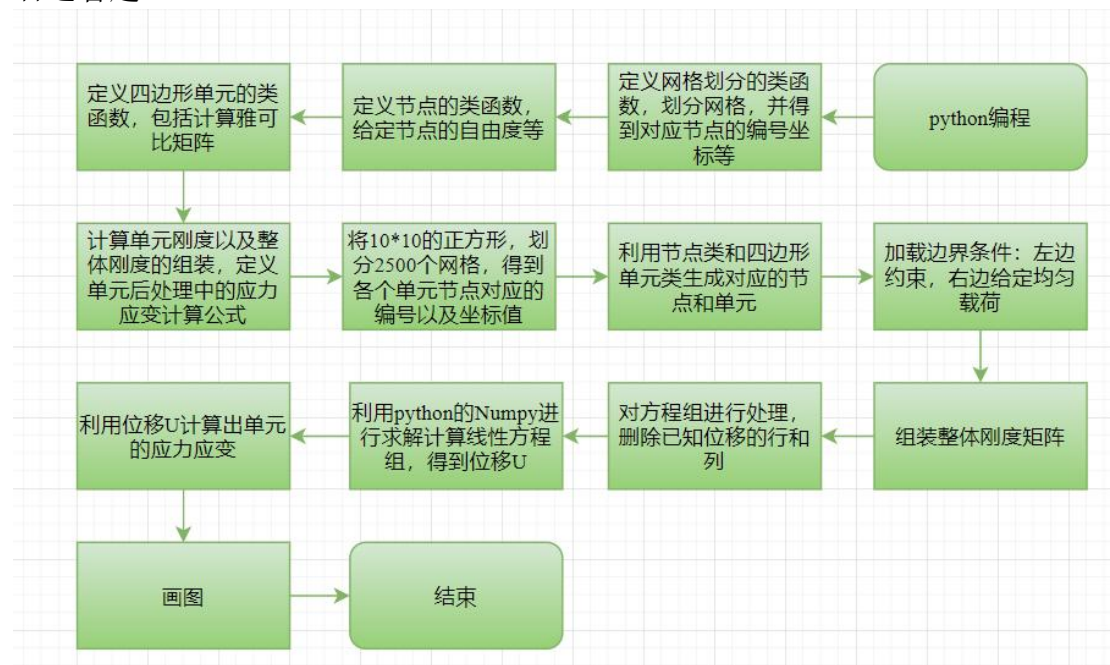 python编程
定义网格划分的类函
数，划分网格，并得
到对应节点的编号坐
标等
定义节点的类函数，
给定节点的自由度等
定义四边形单元的类
函数，包括计算雅可
比矩阵
计算单元刚度以及整
体刚度的组装，定义
单元后处理中的应力
应变计算公式
将10*10的正方形，划
分2500个网格，得到
各个单元节点对应的
编号以及坐标值
利用节点类和四边形
单元类生成对应的节
点和单元
加载边界条件：左边
约束，右边给定均匀
载荷
组装整体刚度矩阵
对方程组进行处理，
删除已知位移的行和
列
利用python的Numpy进
行求解计算线性方程
组，得到位移U
利用位移U计算出单元
的应力应变
画图
结束